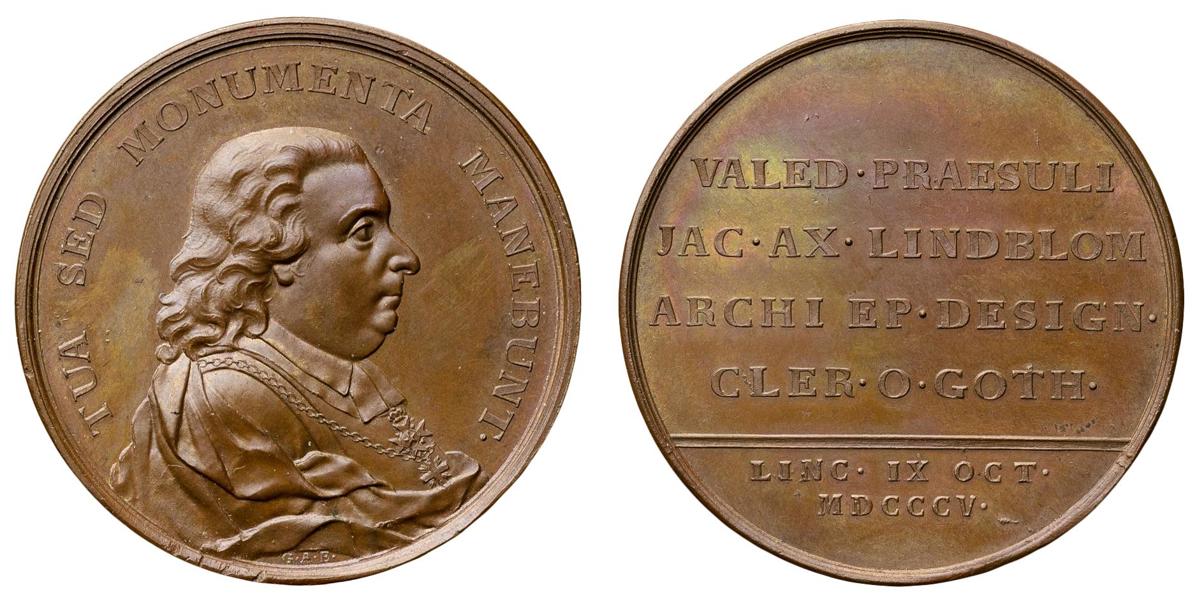 TUA SED MONUMENTA MANEBUNT.
G·A·E·
VALED·PRAESULI
JAC·AX·LINDBLOM
ARCHI EP·DESIGN·
CLER·O·GOTH·
LINC· IX OCT·
MDCCCV·